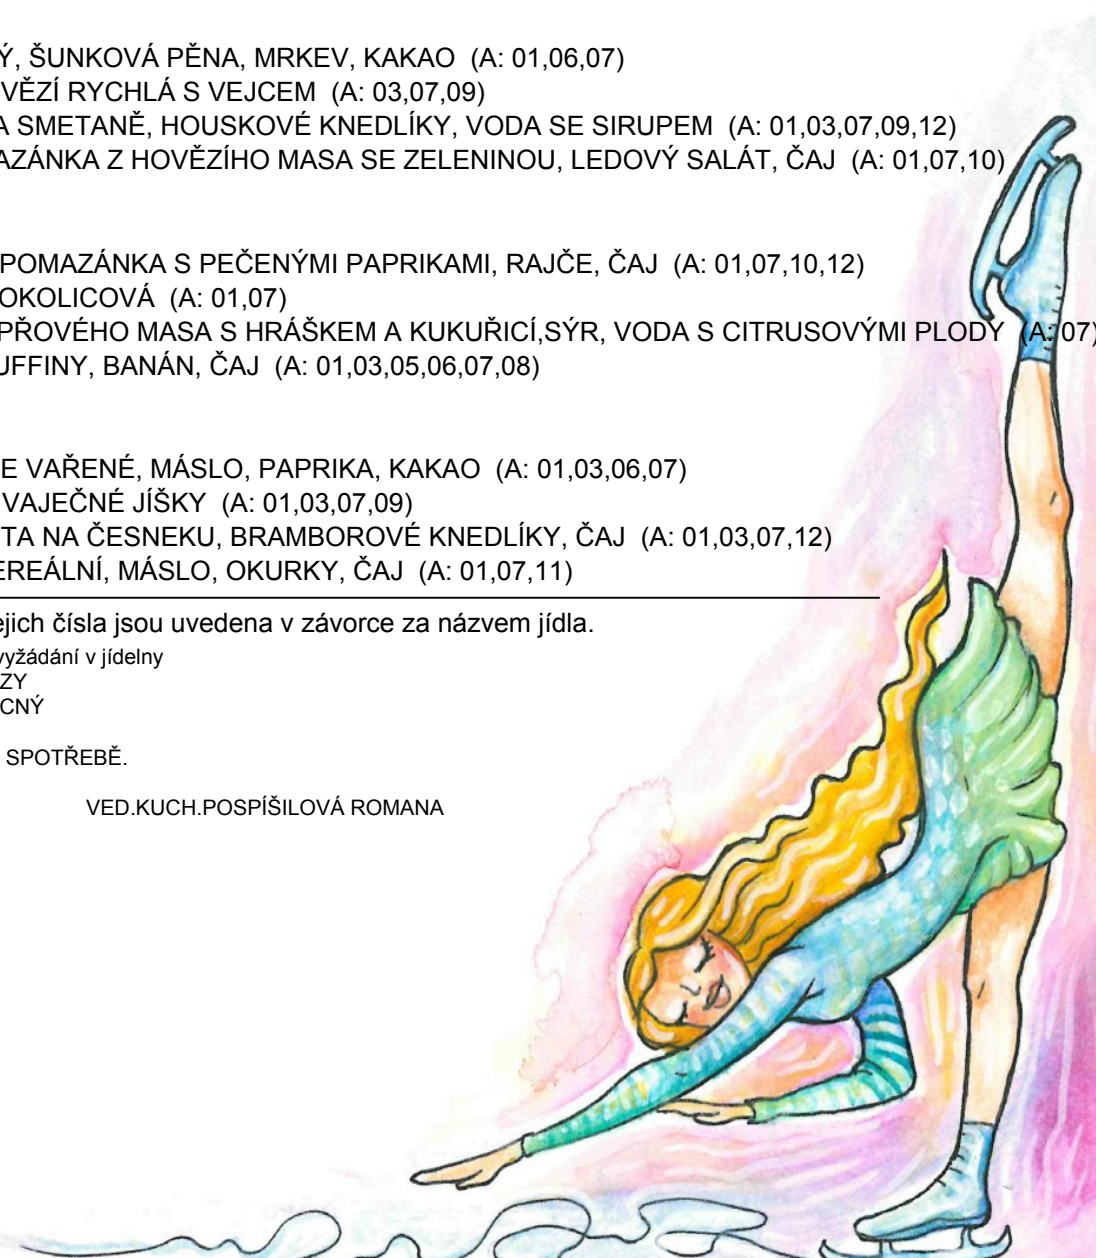 Ý, ŠUNKOVÁ PĚNA, MRKEV, KAKAO (A: 01,06,07)
VĚZÍ RYCHLÁ S VEJCEM (A: 03,07,09)
A SMETANĚ, HOUSKOVÉ KNEDLÍKY, VODA SE SIRUPEM (A: 01,03,07,09,12)
AZÁNKA Z HOVĚZÍHO MASA SE ZELENINOU, LEDOVÝ SALÁT, ČAJ (A: 01,07,10)
POMAZÁNKA S PEČENÝMI PAPRIKAMI, RAJČE, ČAJ (A: 01,07,10,12)
OKOLICOVÁ (A: 01,07)
PŘOVÉHO MASA S HRÁŠKEM A KUKUŘICÍ,SÝR, VODA S CITRUSOVÝMI PLODY (A: 07)
UFFINY, BANÁN, ČAJ (A: 01,03,05,06,07,08)
E VAŘENÉ, MÁSLO, PAPRIKA, KAKAO (A: 01,03,06,07)
VAJEČNÉ JÍŠKY (A: 01,03,07,09)
TA NA ČESNEKU, BRAMBOROVÉ KNEDLÍKY, ČAJ (A: 01,03,07,12)
EREÁLNÍ, MÁSLO, OKURKY, ČAJ (A: 01,07,11)
ejich čísla jsou uvedena v závorce za názvem jídla.
vyžádání v jídelny
ZY
CNÝ
SPOTŘEBĚ.
VED.KUCH.POSPÍŠILOVÁ ROMANA